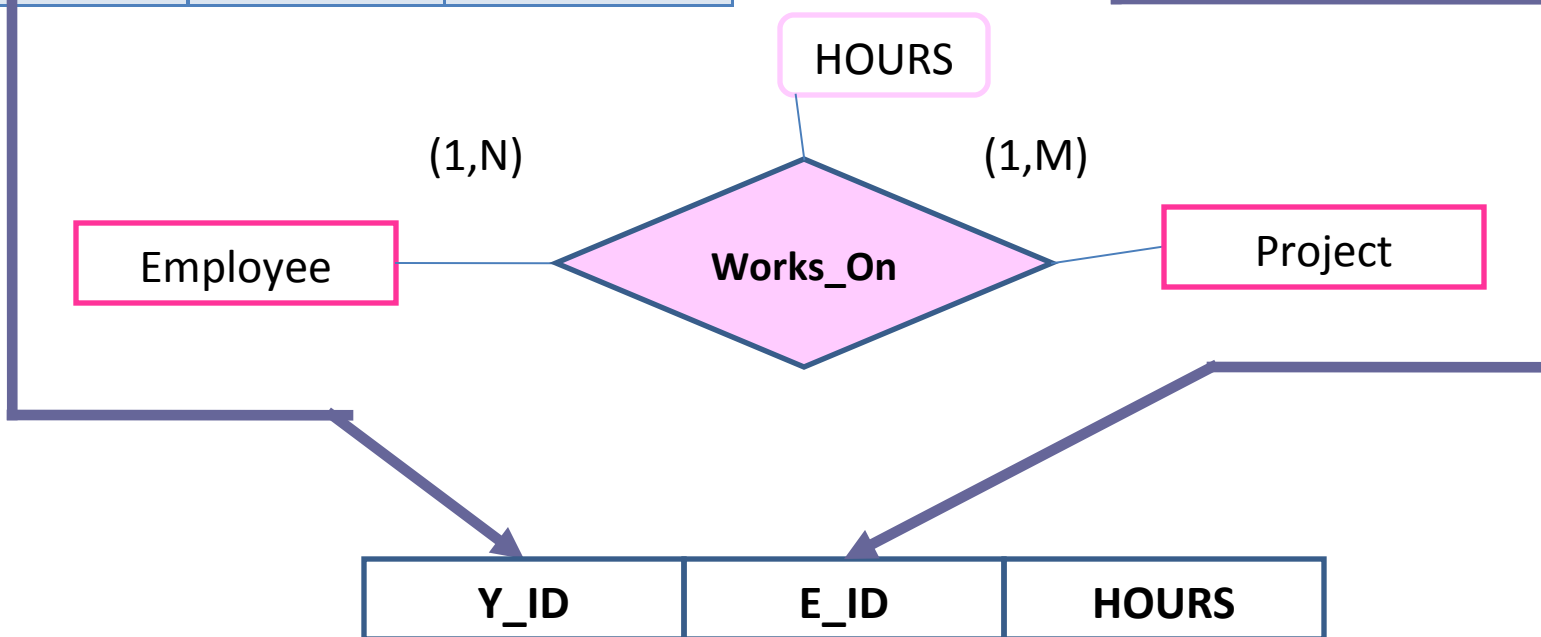 HOURS
(1,N)
(1,M)
Employee
Works_On
Project
Y_ID
E_ID
HOURS